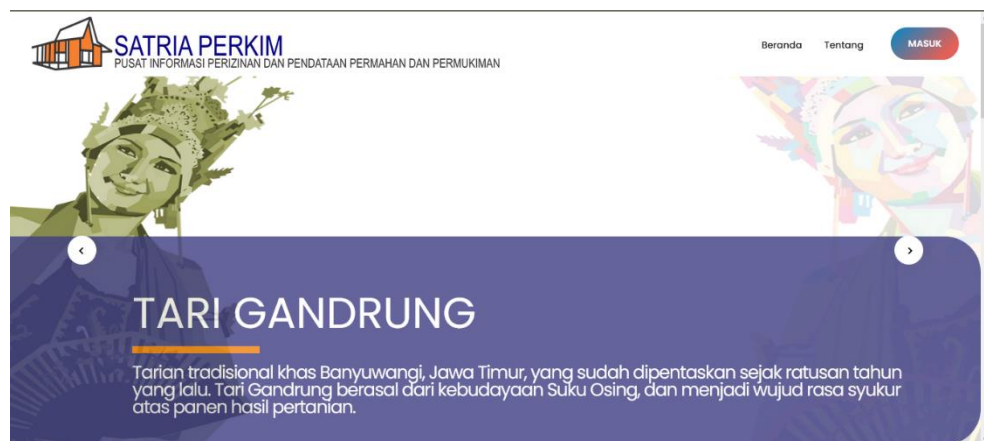 SATRIA PERKIM
PUSAT INFORMASI PERIZINAN DAN PENDATAAN PERMAHAN DAN PERMUKIMAN
Beranda Tentang MASUK
TARI GANDRUNG
Tarian tradisional khas Banyuwangi, Jawa Timur, yang sudah dipentaskan sejak ratusan tahun
yang lalu. Tari Gandrung berasal dari kebudayaan Suku Osing, dan menjadi wujud rasa syukur
atas panen hasil pertanian.